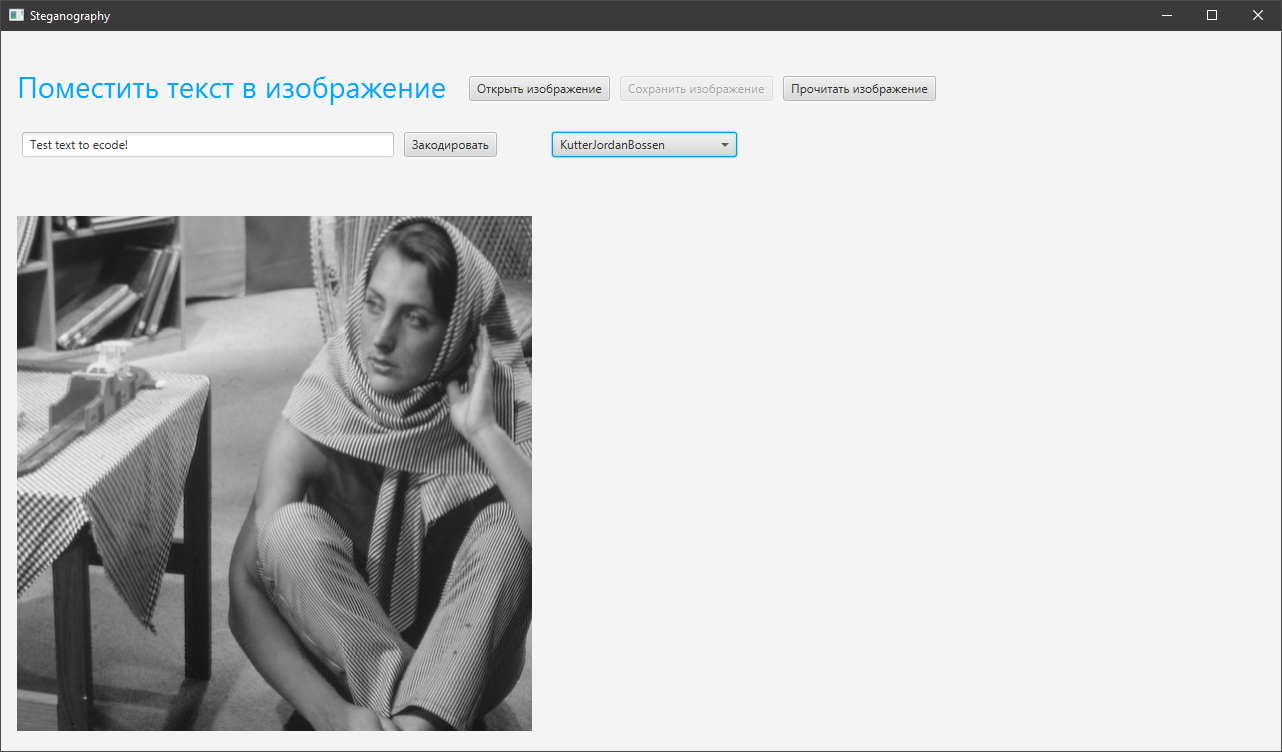 Steganography
Поместить текст в изображение Открыть изображение Сохранить изображение Прочитать изображение
Test text to ecode! Закодировать KutterJordanBossen